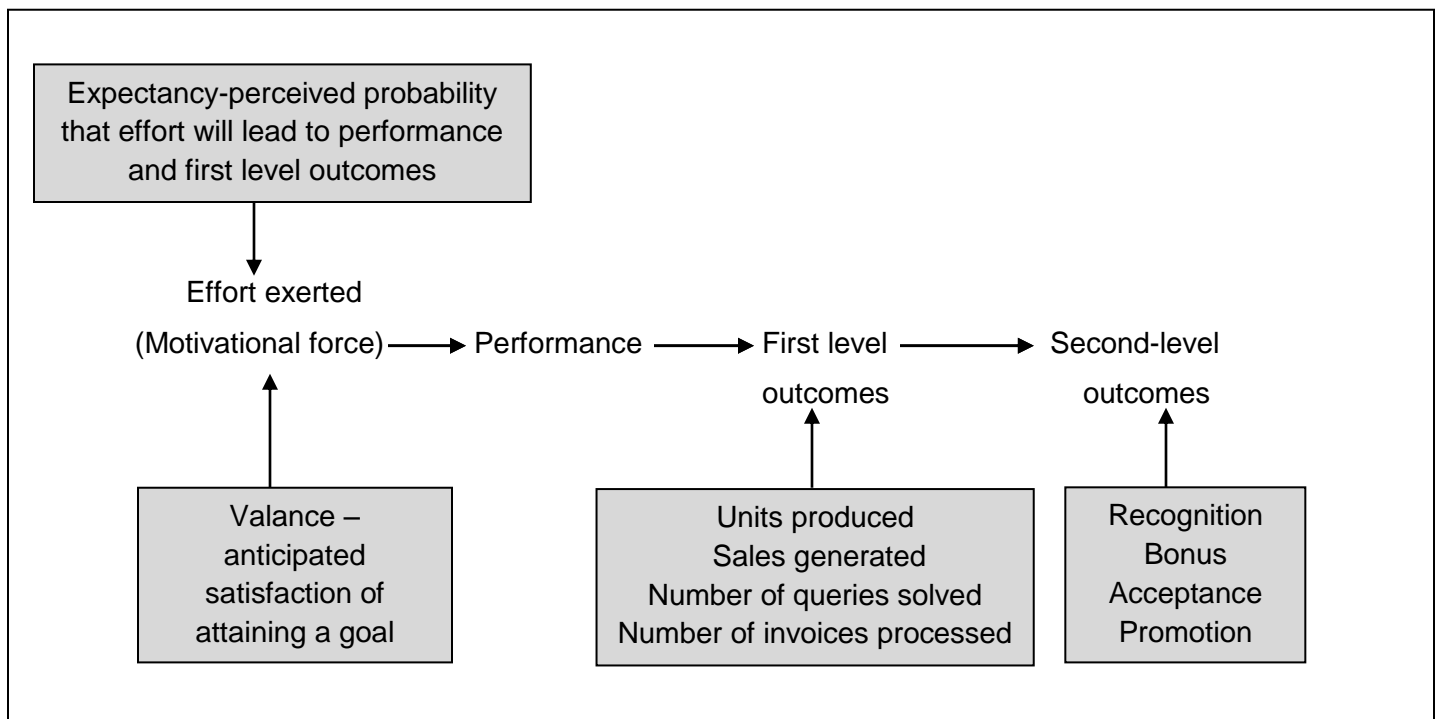 Expectancy-perceived probability
that effort will lead to performance
and first level outcomes
Effort exerted
(Motivational force)
Performance
First level
outcomes
Second-level
outcomes
Valance –
anticipated
satisfaction of
attaining a goal
Units produced
Sales generated
Number of queries solved
Number of invoices processed
Recognition
Bonus
Acceptance
Promotion